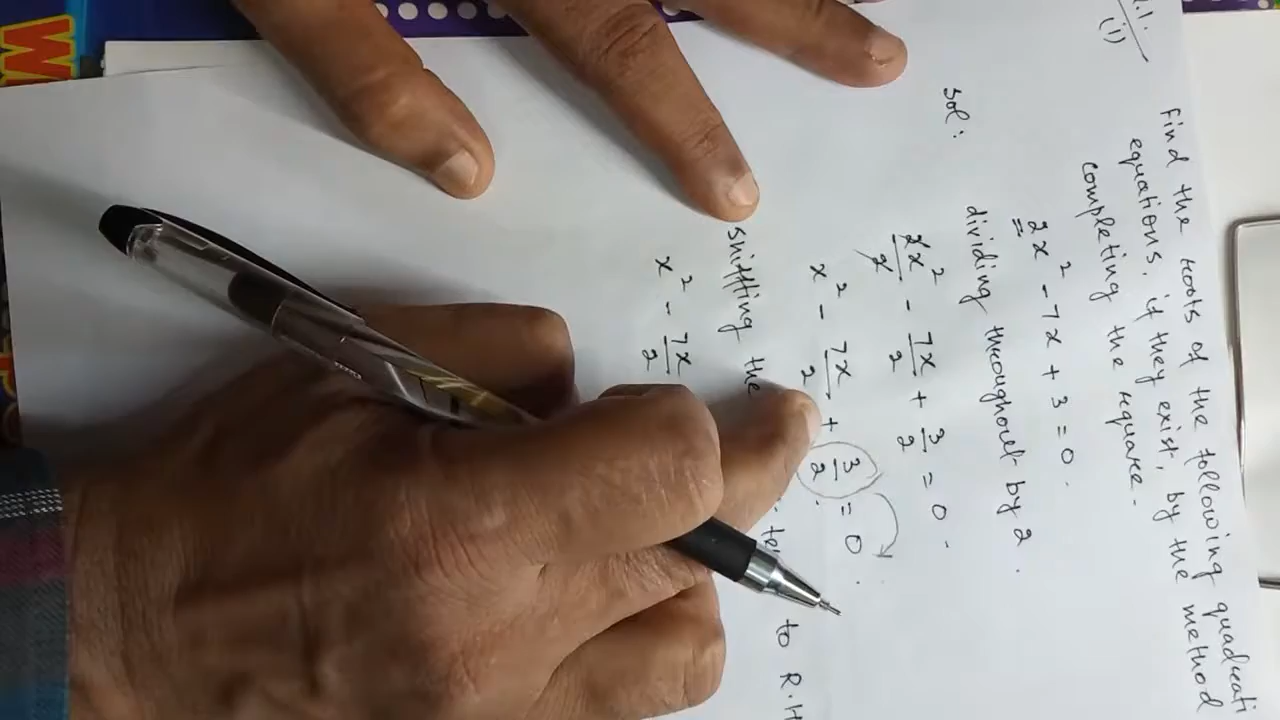 (i) Find the roots of the following quadrati
equations, if they exist, by the method
completing the square.
2x² - 7x + 3 = 0.
Sol: dividing throughout by 2.
2x²/2 - 7x/2 + 3/2 = 0.
x² - 7x/2 + 3/2 = 0.
shifting the to R.H
x² - 7x/2